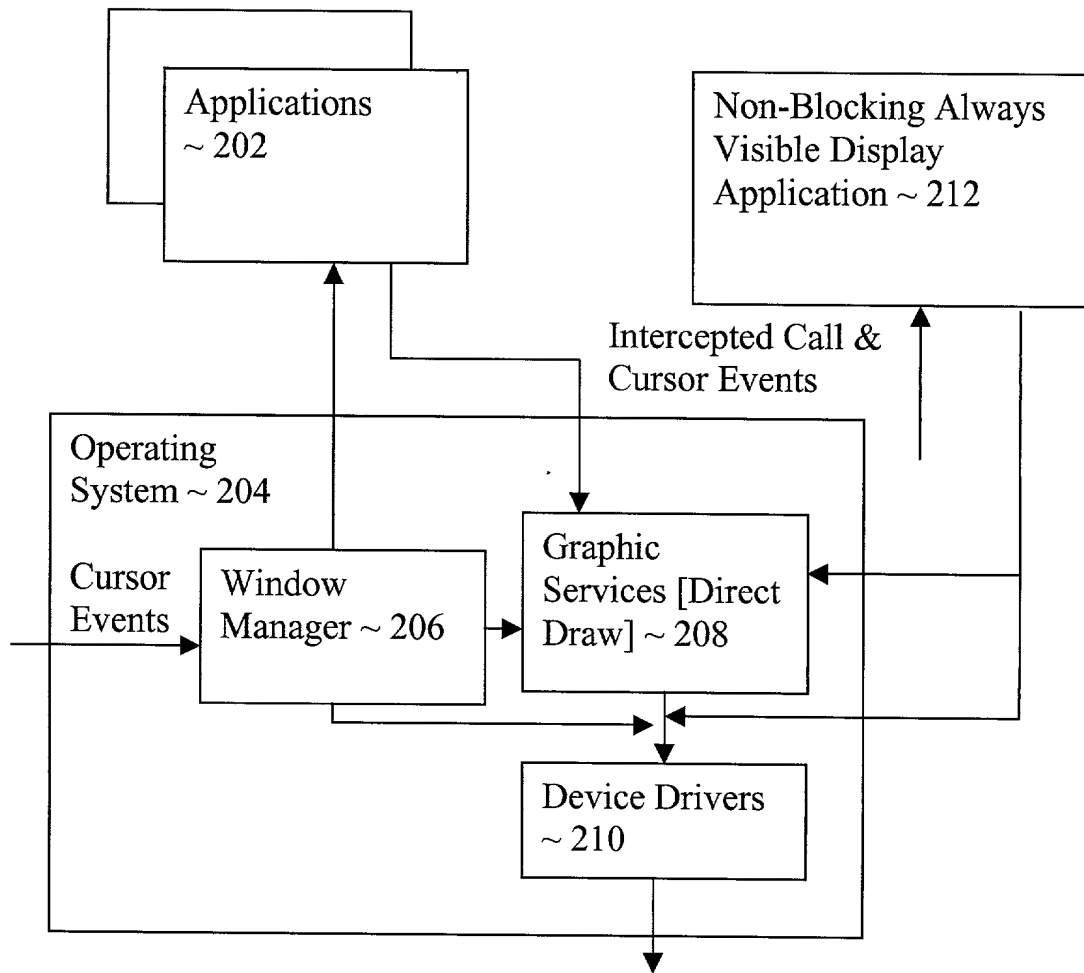 Applications
~ 202
Non-Blocking Always
Visible Display
Application ~ 212
Intercepted Call &
Cursor Events
Operating
System ~ 204
Cursor
Events
Window
Manager ~ 206
Graphic
Services [Direct
Draw] ~ 208
Device Drivers
~ 210